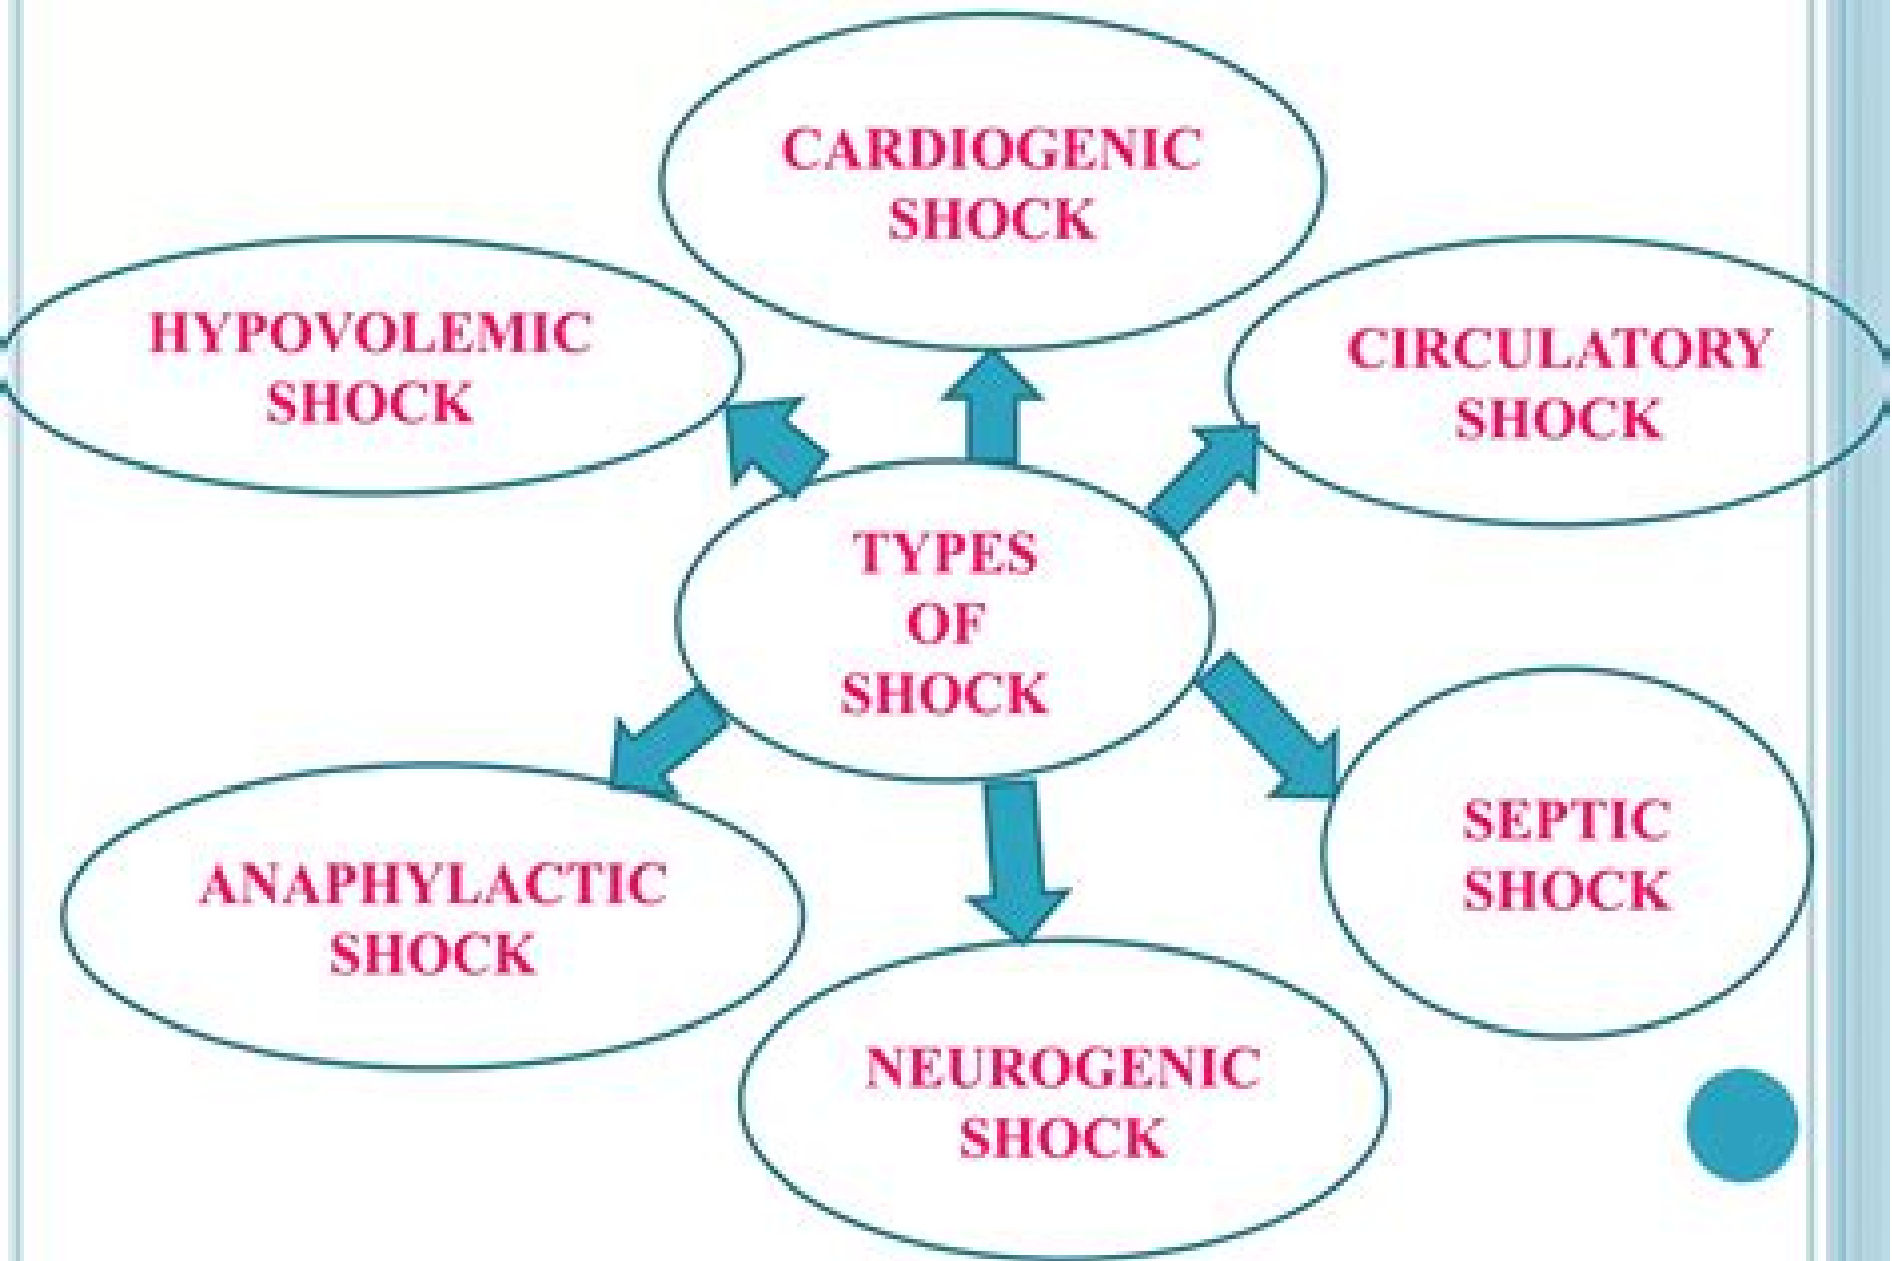 CARDIOGENIC
SHOCK
HYPOVOLEMIC
SHOCK
CIRCULATORY
SHOCK
TYPES
OF
SHOCK
SEPTIC
SHOCK
ANAPHYLACTIC
SHOCK
NEUROGENIC
SHOCK